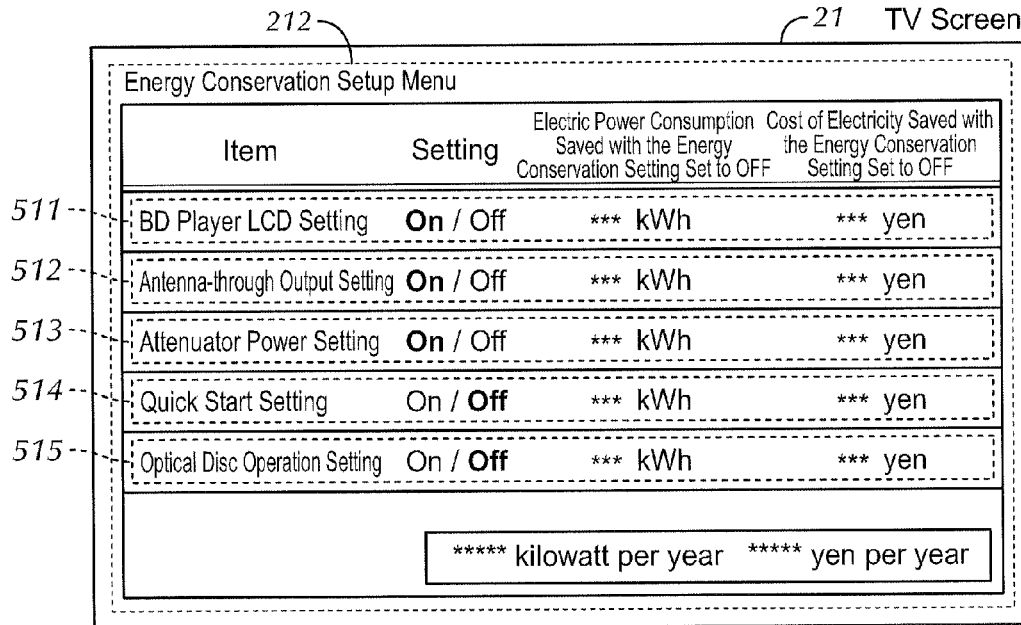 212
21 TV Screen
Energy Conservation Setup Menu
Item Setting Electric Power Consumption Saved with the Energy Conservation Setting Set to OFF Cost of Electricity Saved with the Energy Conservation Setting Set to OFF
511 BD Player LCD Setting On / Off *** kWh *** yen
512 Antenna-through Output Setting On / Off *** kWh *** yen
513 Attenuator Power Setting On / Off *** kWh *** yen
514 Quick Start Setting On / Off *** kWh *** yen
515 Optical Disc Operation Setting On / Off *** kWh *** yen
***** kilowatt per year ***** yen per year